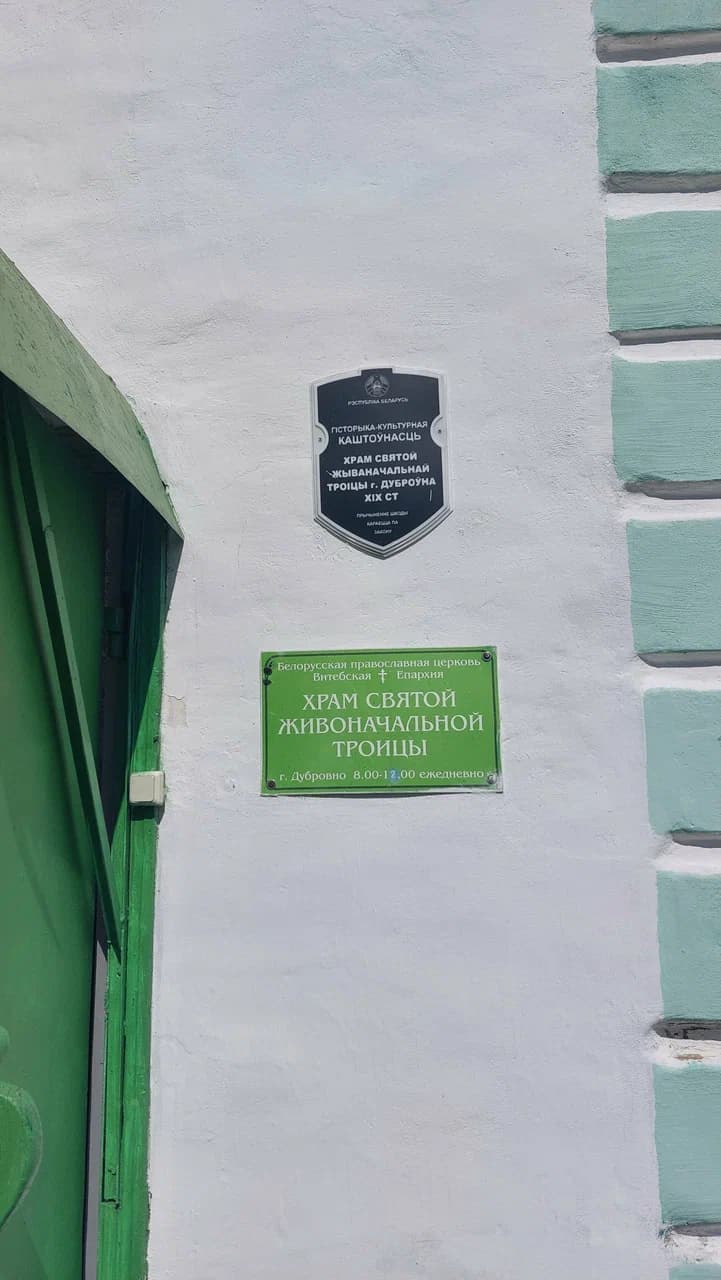 РЭСПУБЛІКА БЕЛАРУСЬ
ГІСТОРЫКА-КУЛЬТУРНАЯ
КАШТОЎНАСЦЬ
ХРАМ СВЯТОЙ
ЖЫВАНАЧАЛЬНАЙ
ТРОІЦЫ г. ДУБРОЎНА
XIX СТ
ПРЫЧЫНЕННЕ ШКОДЫ
КАРАЕЦЦА ПА
ЗАКОНУ
Белорусская православная церковь
Витебская ☦ Епархия
ХРАМ СВЯТОЙ
ЖИВОНАЧАЛЬНОЙ
ТРОИЦЫ
г. Дубровно 8.00-12.00 ежедневно